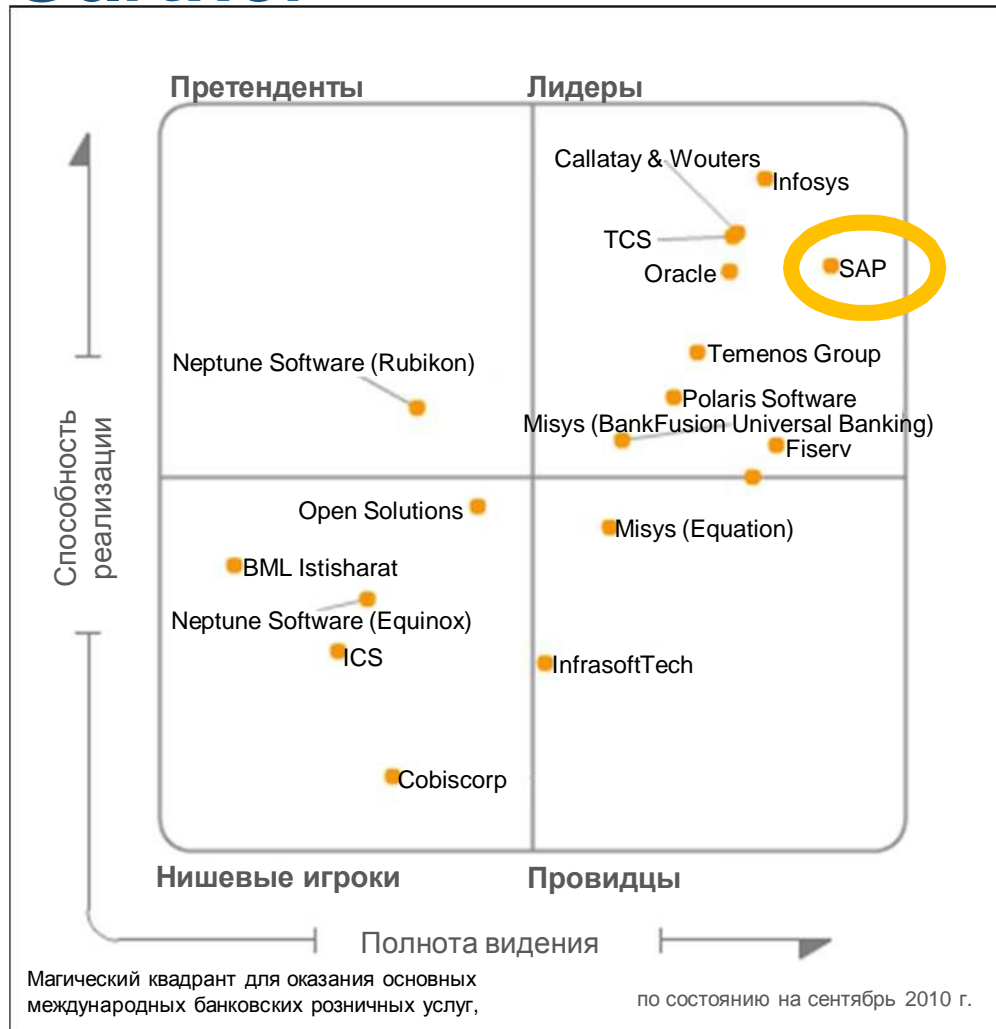 Претенденты
Лидеры
Callatay & Wouters
Infosys
TCS
SAP
Oracle
Temenos Group
Neptune Software (Rubikon)
Polaris Software
Misys (BankFusion Universal Banking)
Fiserv
Способность
реализации
Open Solutions
Misys (Equation)
BML Istisharat
Neptune Software (Equinox)
ICS
InfrasoftTech
Cobiscorp
Нишевые игроки
Провидцы
Полнота видения
Магический квадрант для оказания основных
международных банковских розничных услуг,
по состоянию на сентябрь 2010 г.